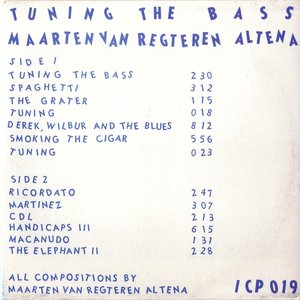 TUNING THE BASS
MAARTEN VAN REGTEREN ALTENA
SIDE 1
TUNING THE BASS 2 30
SPAGHETTI 3 12
THE GRATER 1 15
TUNING 0 18
DEREK, WILBUR AND THE BLUES 8 12
SMOKING THE CIGAR 5 56
TUNING 0 23
SIDE 2
RICORDATO 2 47
MARTINEZ 3 07
CDL 2 13
HANDICAPS III 6 15
MACANUDO 1 31
THE ELEPHANT II 2 28
ALL COMPOSITIONS BY
MAARTEN VAN REGTEREN ALTENA
ICP 019